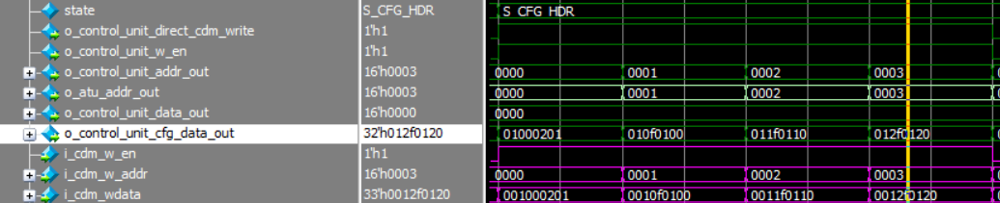 state S_CFG_HDR S_CFG_HDR
o_control_unit_direct_cdm_write 1'h1
o_control_unit_w_en 1'h1
o_control_unit_addr_out 16'h0003 0000 0001 0002 0003
o_atu_addr_out 16'h0003 0000 0001 0002 0003
o_control_unit_data_out 16'h0000 0000
o_control_unit_cfg_data_out 32'h012f0120 01000201 010f0100 011f0110 012f0120
i_cdm_w_en 1'h1
i_cdm_w_addr 16'h0003 0000 0001 0002 0003
i_cdm_wdata 33'h0012f0120 001000201 0010f0100 0011f0110 0012f0120